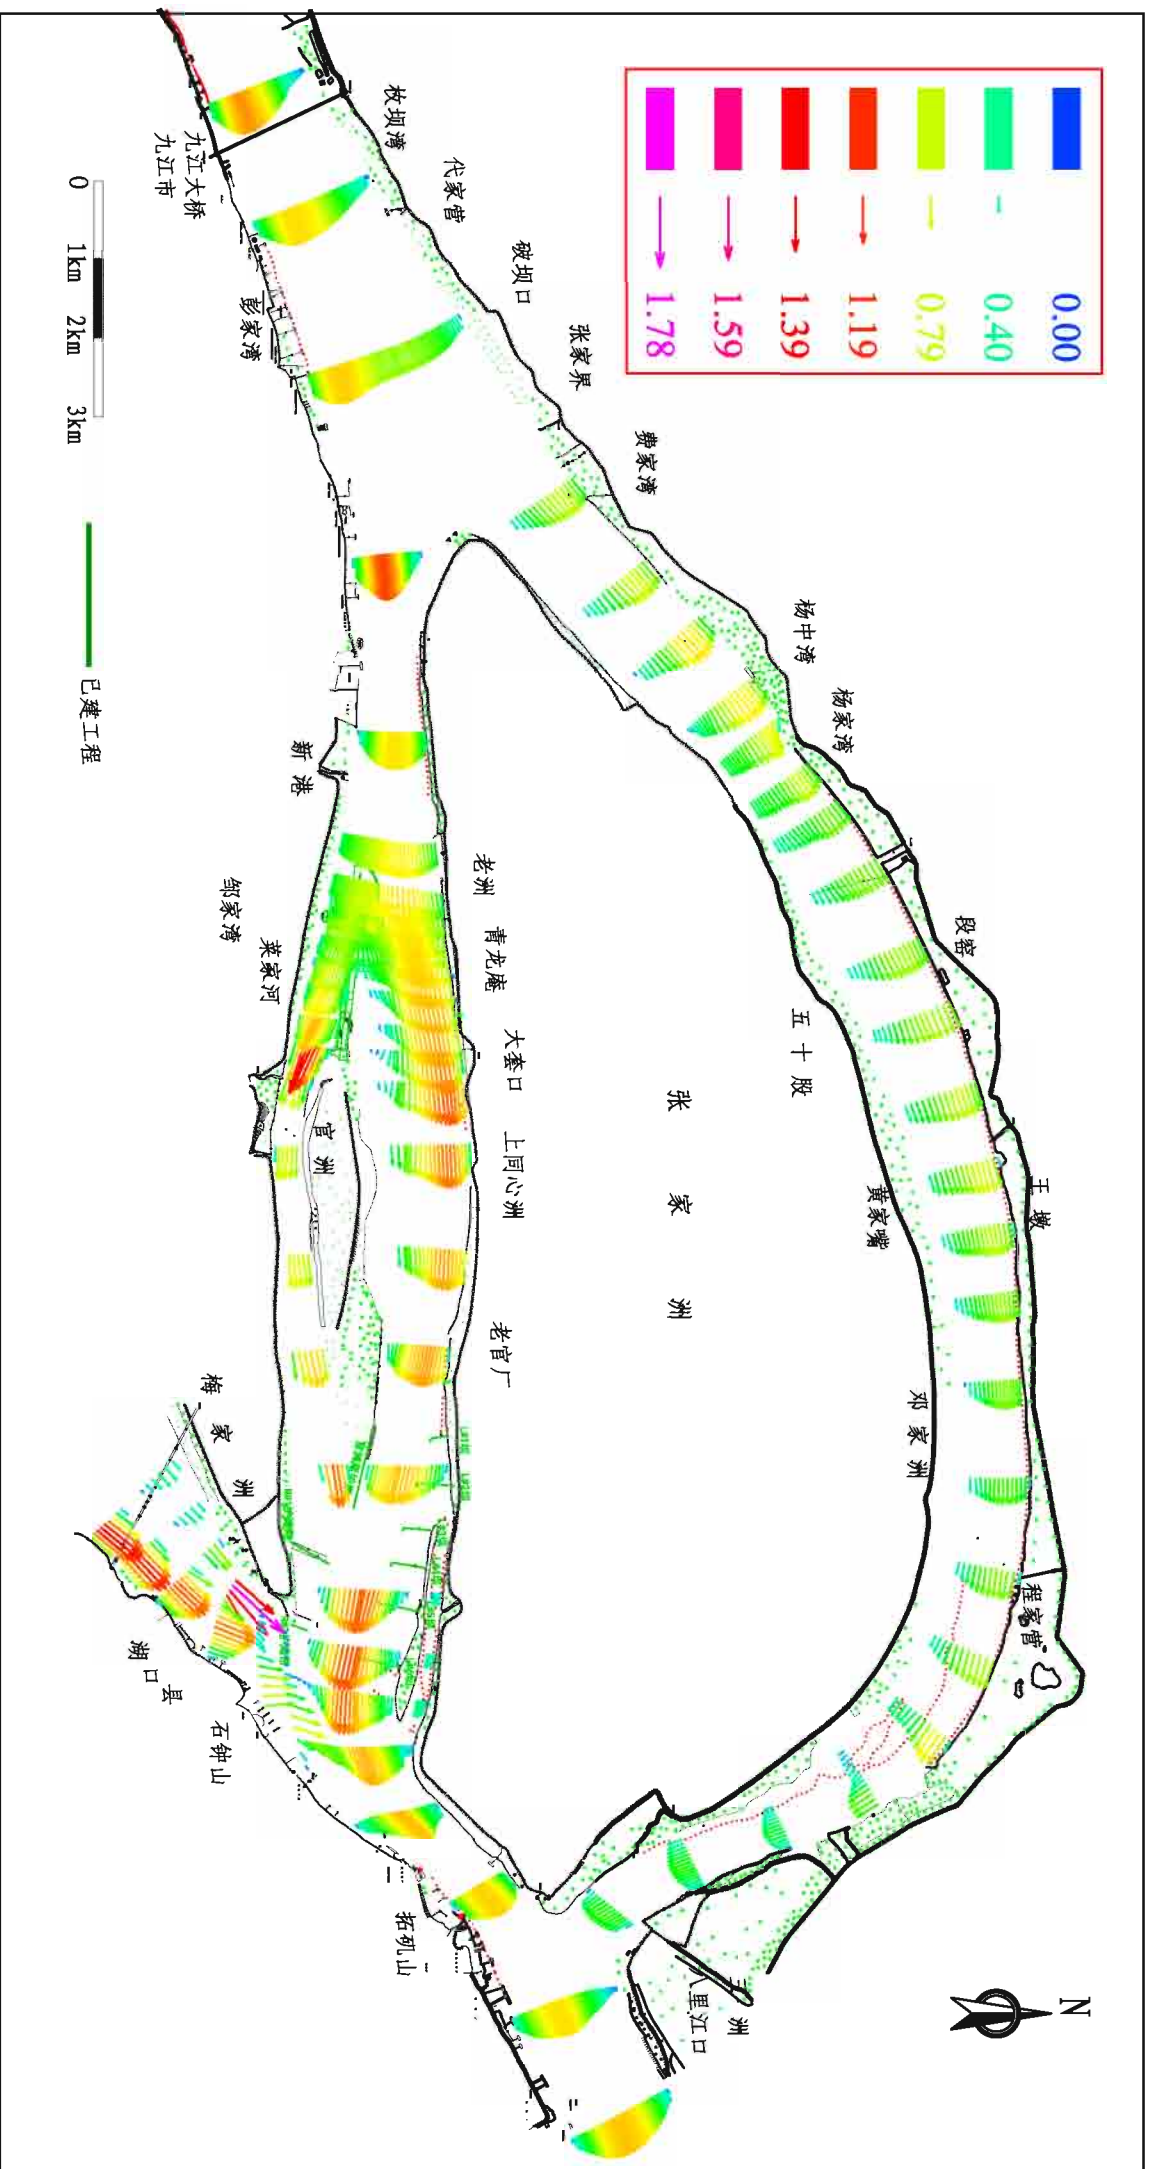 0.00
0.40
0.79
1.19
1.39
1.59
1.78
枚坝湾
代家营
破坝口
张家界
费家湾
杨中湾
杨家湾
段窑
王墩
程家营
九江大桥
九江市
彭家湾
新港
邹家湾
菜家河
老洲
青龙庵
大套口
上同心洲
老官厂
官洲
五十股
黄家嘴
邓家洲
张家洲
梅家洲
湖口县
石钟山
拓矶山
八里江口
N
0
1km
2km
3km
已建工程